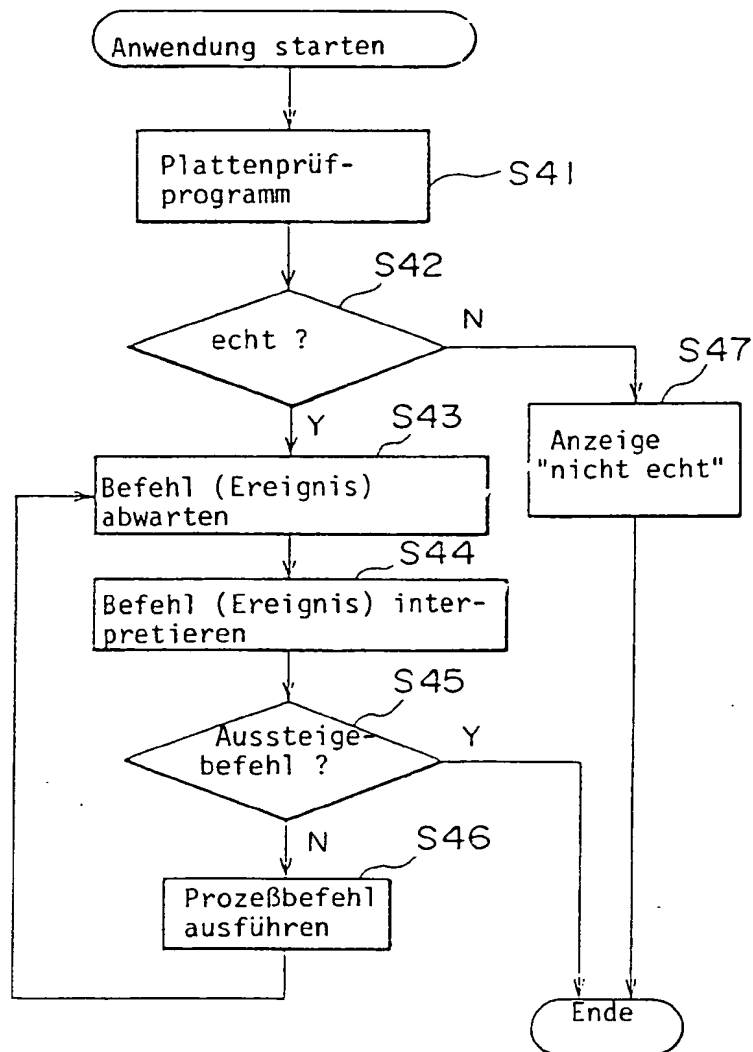 Anwendung starten
Plattenprüf-
programm
S41
S42
echt ?
N
Y
S47
Anzeige
"nicht echt"
S43
Befehl (Ereignis)
abwarten
S44
Befehl (Ereignis) inter-
pretieren
S45
Aussteige-
befehl ?
Y
N
S46
Prozeßbefehl
ausführen
Ende